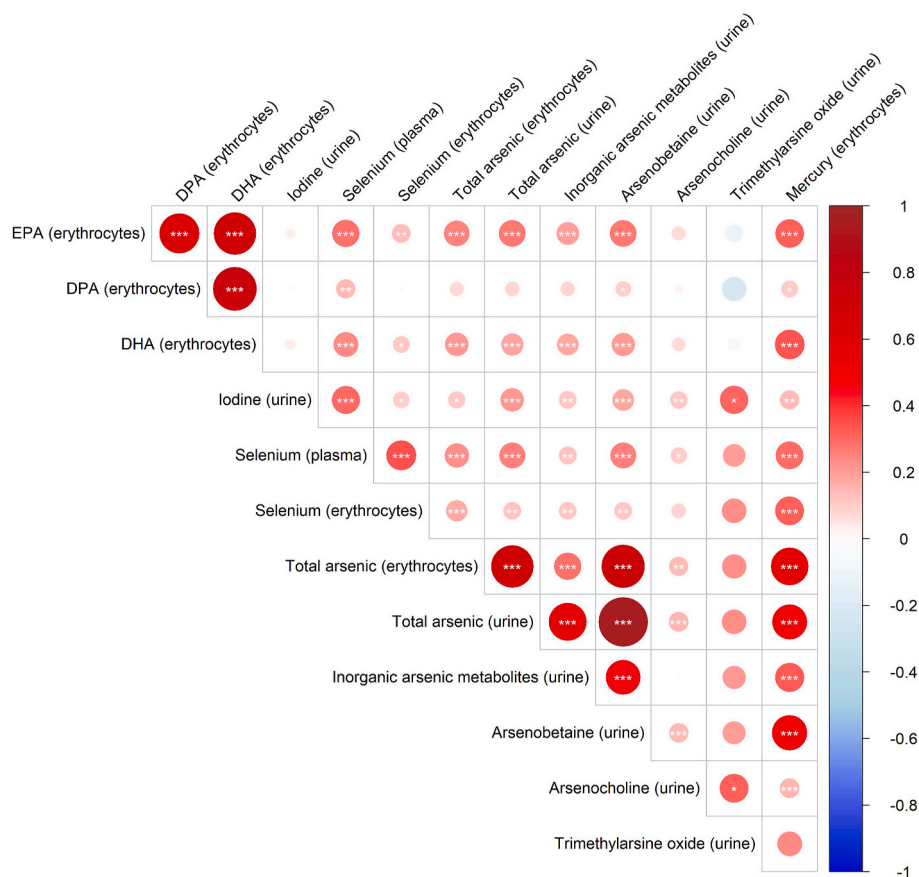 DPA (erythrocytes)
DHA (erythrocytes)
Iodine (urine)
Selenium (plasma)
Selenium (erythrocytes)
Total arsenic (erythrocytes)
Total arsenic (urine)
Inorganic arsenic metabolites (urine)
Arsenobetaine (urine)
Arsenocholine (urine)
Trimethylarsine oxide (urine)
Mercury (erythrocytes)
EPA (erythrocytes) *** *** *** ** *** *** *** *** ***
DPA (erythrocytes) *** ** * *
DHA (erythrocytes) *** * *** *** *** *** ***
Iodine (urine) *** * * *** ** *** ** * **
Selenium (plasma) *** *** *** ** *** * ***
Selenium (erythrocytes) *** ** ** ** ***
Total arsenic (erythrocytes) *** *** *** ** ***
Total arsenic (urine) *** *** *** ***
Inorganic arsenic metabolites (urine) *** ***
Arsenobetaine (urine) *** ***
Arsenocholine (urine) * ***
Trimethylarsine oxide (urine)
1
0.8
0.6
0.4
0.2
0
-0.2
-0.4
-0.6
-0.8
-1